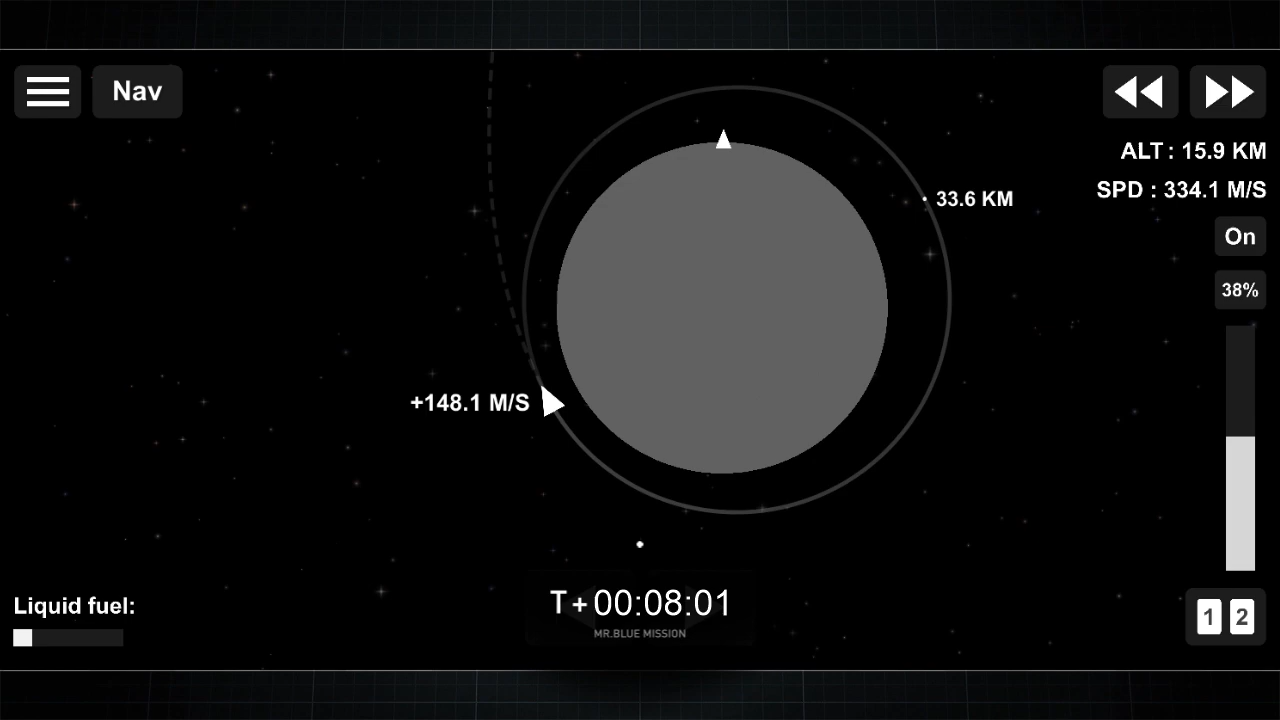 Nav
ALT : 15.9 KM
SPD : 334.1 M/S
33.6 KM
On
38%
+148.1 M/S
Liquid fuel:
T+00:08:01
MR.BLUE MISSION
1 2